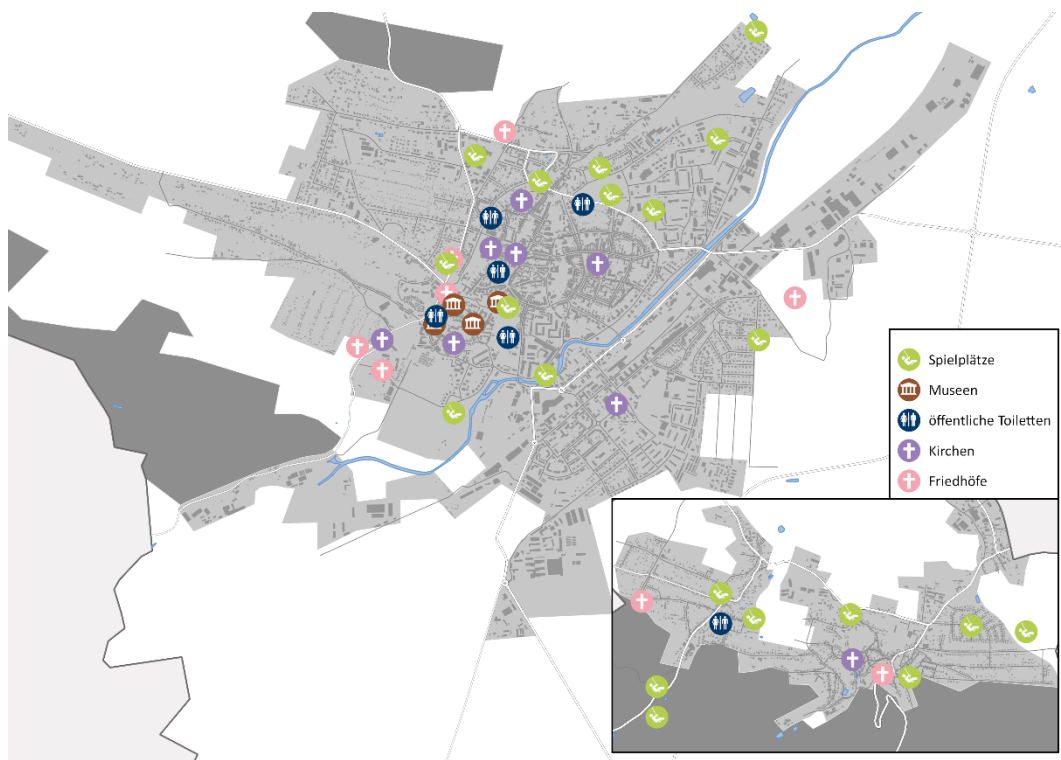 Spielplätze
Museen
öffentliche Toiletten
Kirchen
Friedhöfe